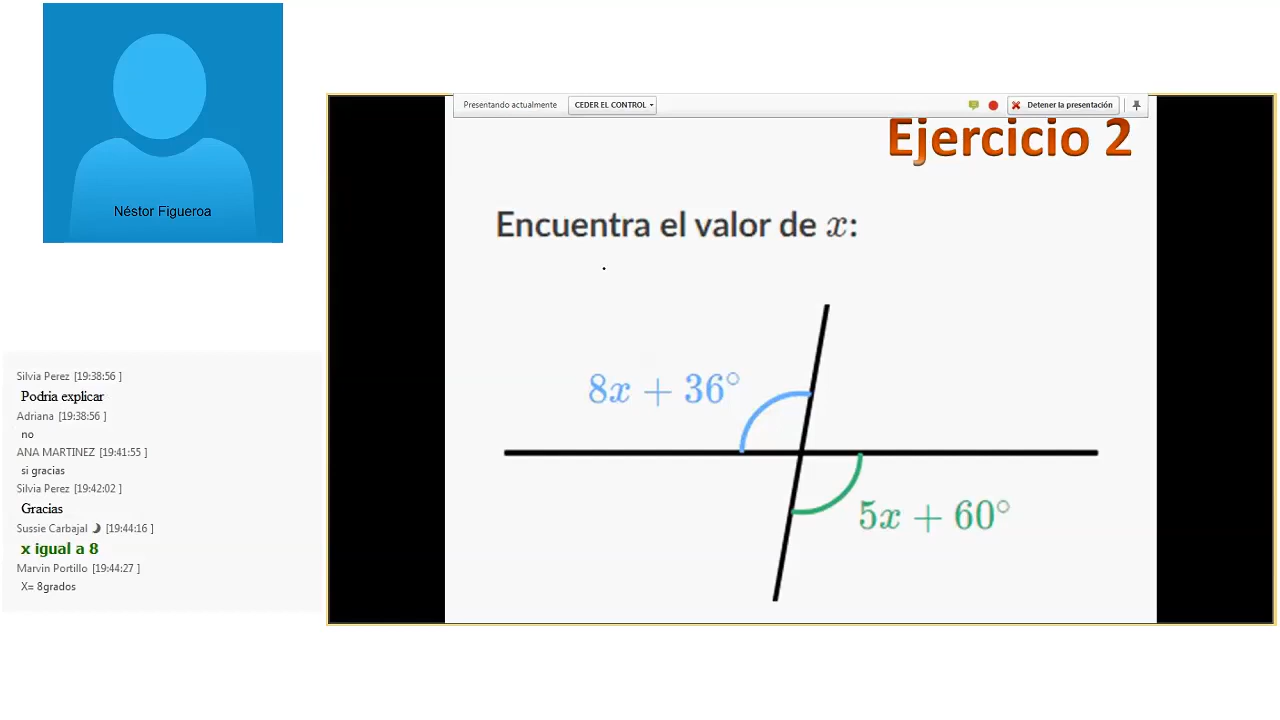 Néstor Figueroa
Silvia Perez [19:38:56 ]
Podria explicar
Adriana [19:38:56 ]
no
ANA MARTINEZ [19:41:55 ]
si gracias
Silvia Perez [19:42:02 ]
Gracias
Sussie Carbajal [19:44:16 ]
x igual a 8
Marvin Portillo [19:44:27 ]
X= 8grados
Presentando actualmente CEDER EL CONTROL Detener la presentación
Ejercicio 2
Encuentra el valor de x:
8x + 36°
5x + 60°